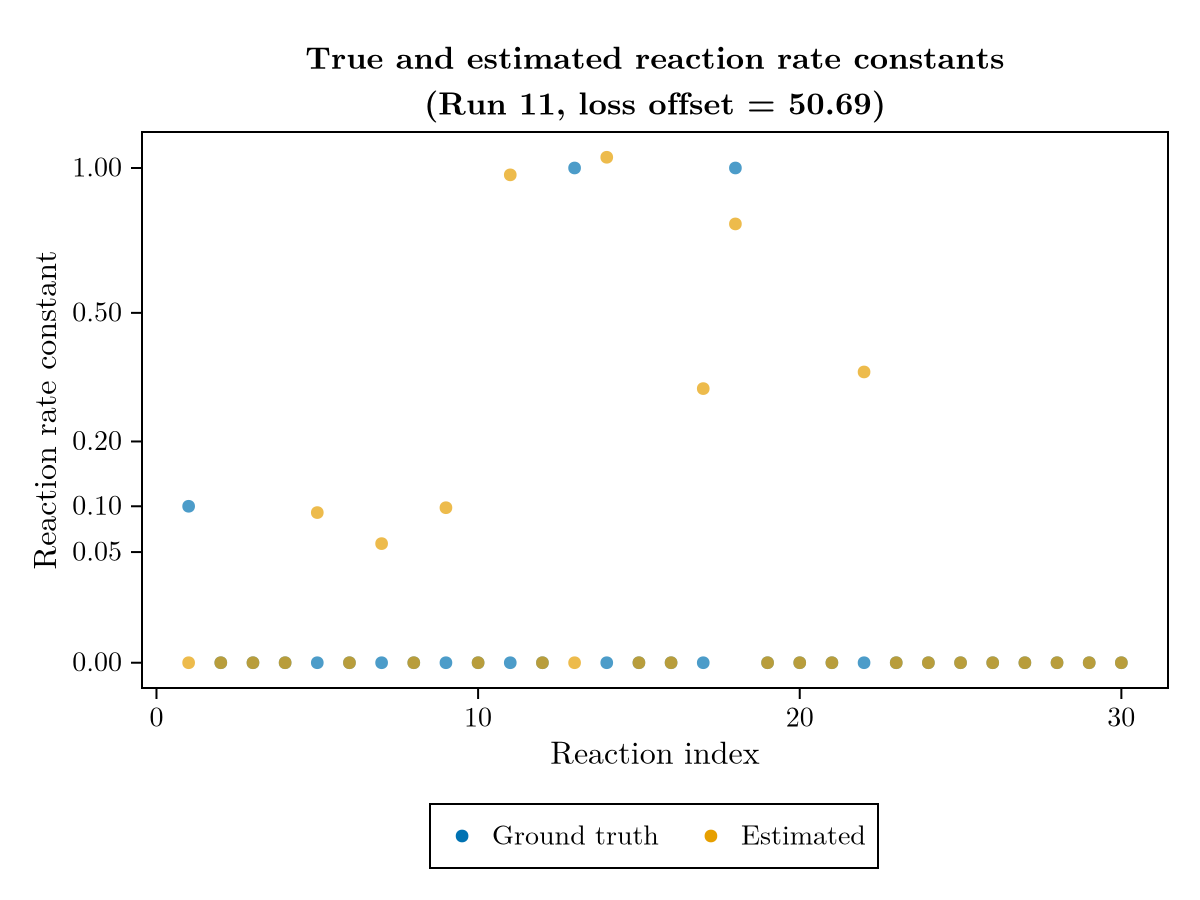 True and estimated reaction rate constants
(Run 11, loss offset = 50.69)
Reaction rate constant
1.00
0.50
0.20
0.10
0.05
0.00
0 10 20 30
Reaction index
Ground truth Estimated